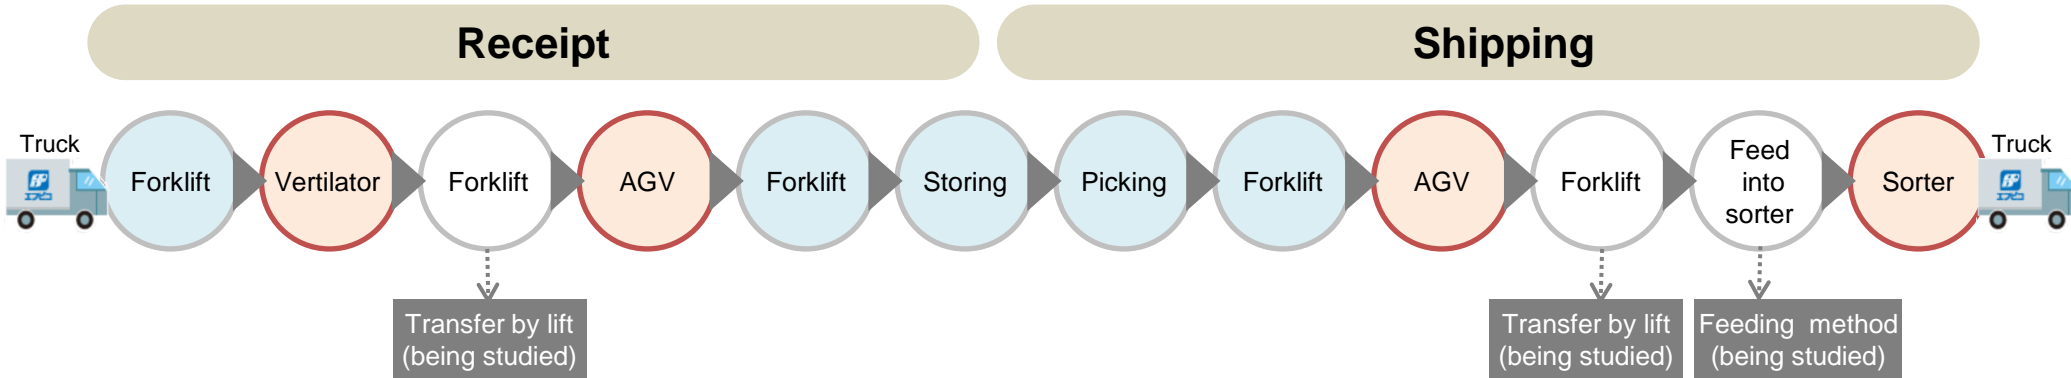 Receipt
Shipping
Truck
Forklift
Vertilator
Forklift
AGV
Forklift
Storing
Picking
Forklift
AGV
Forklift
Feed
into
sorter
Sorter
Truck
Transfer by lift
(being studied)
Transfer by lift
(being studied)
Feeding method
(being studied)